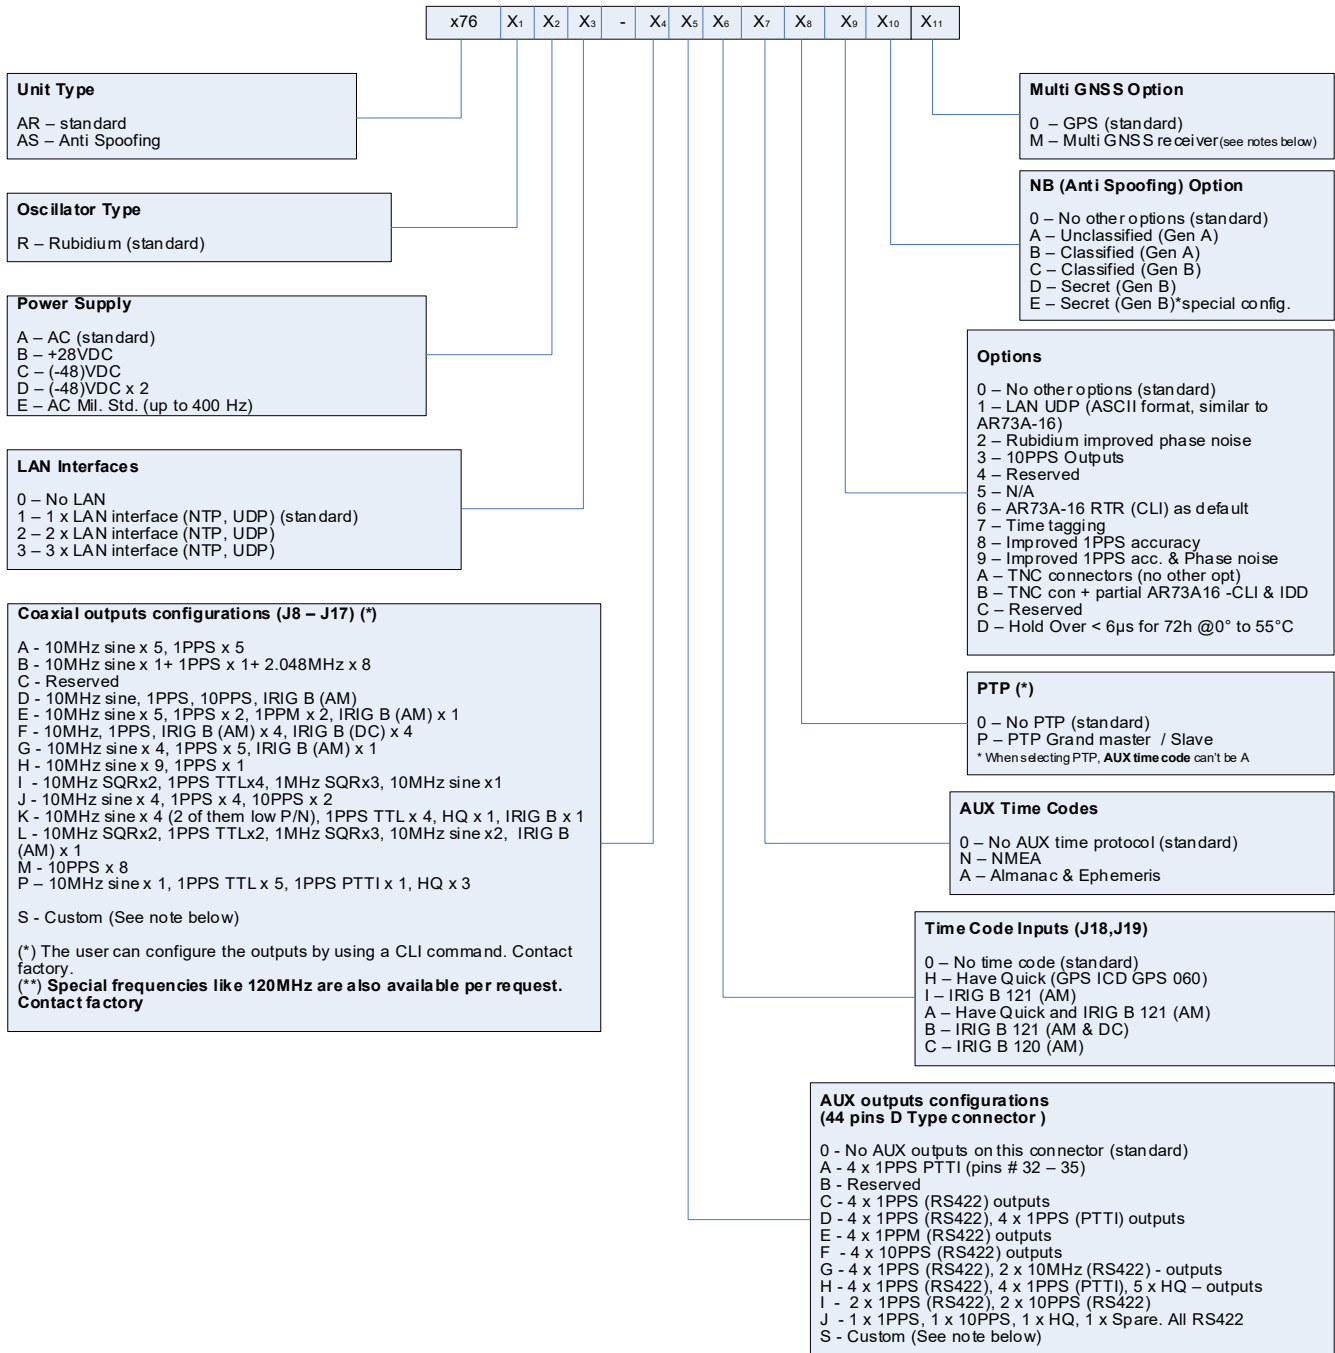 x76 X1 X2 X3 - X4 X5 X6 X7 X8 X9 X10 X11
Unit Type
AR – standard
AS – Anti Spoofing
Oscillator Type
R – Rubidium (standard)
Power Supply
A – AC (standard)
B – +28VDC
C – (-48)VDC
D – (-48)VDC x 2
E – AC Mil. Std. (up to 400 Hz)
LAN Interfaces
0 – No LAN
1 – 1 x LAN interface (NTP, UDP) (standard)
2 – 2 x LAN interface (NTP, UDP)
3 – 3 x LAN interface (NTP, UDP)
Coaxial outputs configurations (J8 – J17) (*)
A - 10MHz sine x 5, 1PPS x 5
B - 10MHz sine x 1+ 1PPS x 1+ 2.048MHz x 8
C - Reserved
D - 10MHz sine, 1PPS, 10PPS, IRIG B (AM)
E - 10MHz sine x 5, 1PPS x 2, 1PPM x 2, IRIG B (AM) x 1
F - 10MHz, 1PPS, IRIG B (AM) x 4, IRIG B (DC) x 4
G - 10MHz sine x 4, 1PPS x 5, IRIG B (AM) x 1
H - 10MHz sine x 9, 1PPS x 1
I - 10MHz SQRx2, 1PPS TTLx4, 1MHz SQRx3, 10MHz sine x1
J - 10MHz sine x 4, 1PPS x 4, 10PPS x 2
K - 10MHz sine x 4 (2 of them low P/N), 1PPS TTL x 4, HQ x 1, IRIG B x 1
L - 10MHz SQRx2, 1PPS TTLx2, 1MHz SQRx3, 10MHz sine x2, IRIG B
(AM) x 1
M - 10PPS x 8
P – 10MHz sine x 1, 1PPS TTL x 5, 1PPS PTTI x 1, HQ x 3
S - Custom (See note below)
(*) The user can configure the outputs by using a CLI command. Contact
factory.
(**) Special frequencies like 120MHz are also available per request.
Contact factory
Multi GNSS Option
0 – GPS (standard)
M – Multi GNSS receiver(see notes below)
NB (Anti Spoofing) Option
0 – No other options (standard)
A – Unclassified (Gen A)
B – Classified (Gen A)
C – Classified (Gen B)
D – Secret (Gen B)
E – Secret (Gen B)*special config.
Options
0 – No other options (standard)
1 – LAN UDP (ASCII format, similar to
AR73A-16)
2 – Rubidium improved phase noise
3 – 10PPS Outputs
4 – Reserved
5 – N/A
6 – AR73A-16 RTR (CLI) as default
7 – Time tagging
8 – Improved 1PPS accuracy
9 – Improved 1PPS acc. & Phase noise
A – TNC connectors (no other opt)
B – TNC con + partial AR73A16 -CLI & IDD
C – Reserved
D – Hold Over < 6µs for 72h @0° to 55°C
PTP (*)
0 – No PTP (standard)
P – PTP Grand master / Slave
* When selecting PTP, AUX time code can't be A
AUX Time Codes
0 – No AUX time protocol (standard)
N – NMEA
A – Almanac & Ephemeris
Time Code Inputs (J18,J19)
0 – No time code (standard)
H – Have Quick (GPS ICD GPS 060)
I – IRIG B 121 (AM)
A – Have Quick and IRIG B 121 (AM)
B – IRIG B 121 (AM & DC)
C – IRIG B 120 (AM)
AUX outputs configurations
(44 pins D Type connector )
0 - No AUX outputs on this connector (standard)
A - 4 x 1PPS PTTI (pins # 32 – 35)
B - Reserved
C - 4 x 1PPS (RS422) outputs
D - 4 x 1PPS (RS422), 4 x 1PPS (PTTI) outputs
E - 4 x 1PPM (RS422) outputs
F - 4 x 10PPS (RS422) outputs
G - 4 x 1PPS (RS422), 2 x 10MHz (RS422) - outputs
H - 4 x 1PPS (RS422), 4 x 1PPS (PTTI), 5 x HQ – outputs
I - 2 x 1PPS (RS422), 2 x 10PPS (RS422)
J - 1 x 1PPS, 1 x 10PPS, 1 x HQ, 1 x Spare. All RS422
S - Custom (See note below)